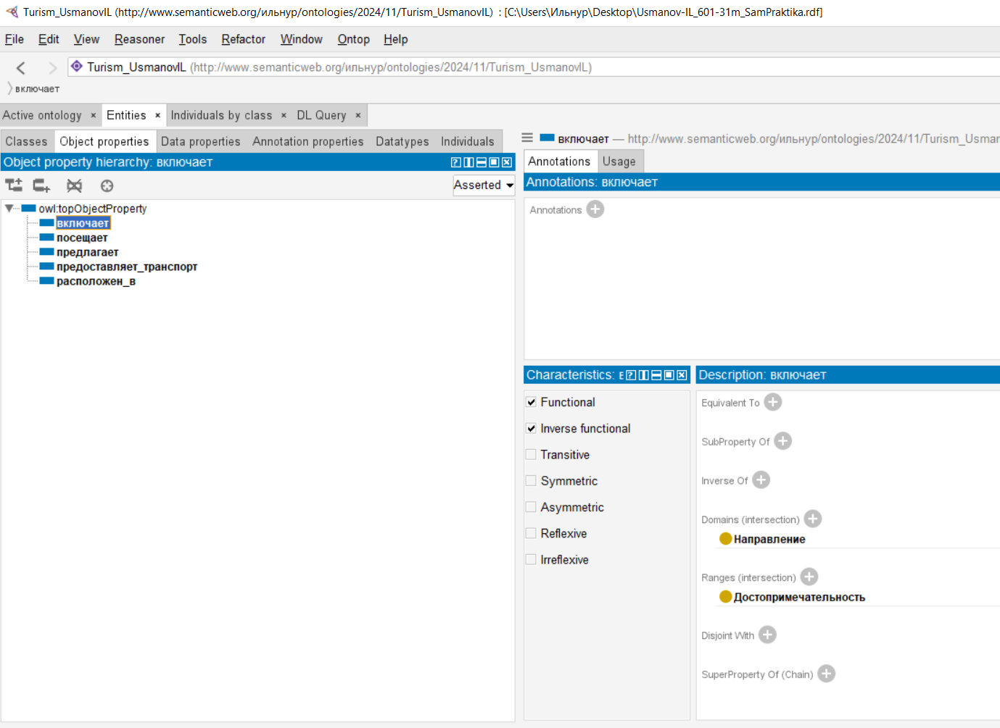 Turism_UsmanovIL (http://www.semanticweb.org/ильнур/ontologies/2024/11/Turism_UsmanovIL) : [C:\Users\Ильнур\Desktop\Usmanov-IL_601-31m_SamPraktika.rdf]
File Edit View Reasoner Tools Refactor Window Ontop Help
Turism_UsmanovIL (http://www.semanticweb.org/ильнур/ontologies/2024/11/Turism_UsmanovIL)
включает
Active ontology × Entities × Individuals by class × DL Query ×
Classes Object properties Data properties Annotation properties Datatypes Individuals
Object property hierarchy: включает
Asserted
owl:topObjectProperty
включает
посещает
предлагает
предоставляет_транспорт
расположен_в
включает — http://www.semanticweb.org/ильнур/ontologies/2024/11/Turism_Usmar
Annotations Usage
Annotations: включает
Annotations
Characteristics: в
Functional
Inverse functional
Transitive
Symmetric
Asymmetric
Reflexive
Irreflexive
Description: включает
Equivalent To
SubProperty Of
Inverse Of
Domains (intersection)
Направление
Ranges (intersection)
Достопримечательность
Disjoint With
SuperProperty Of (Chain)